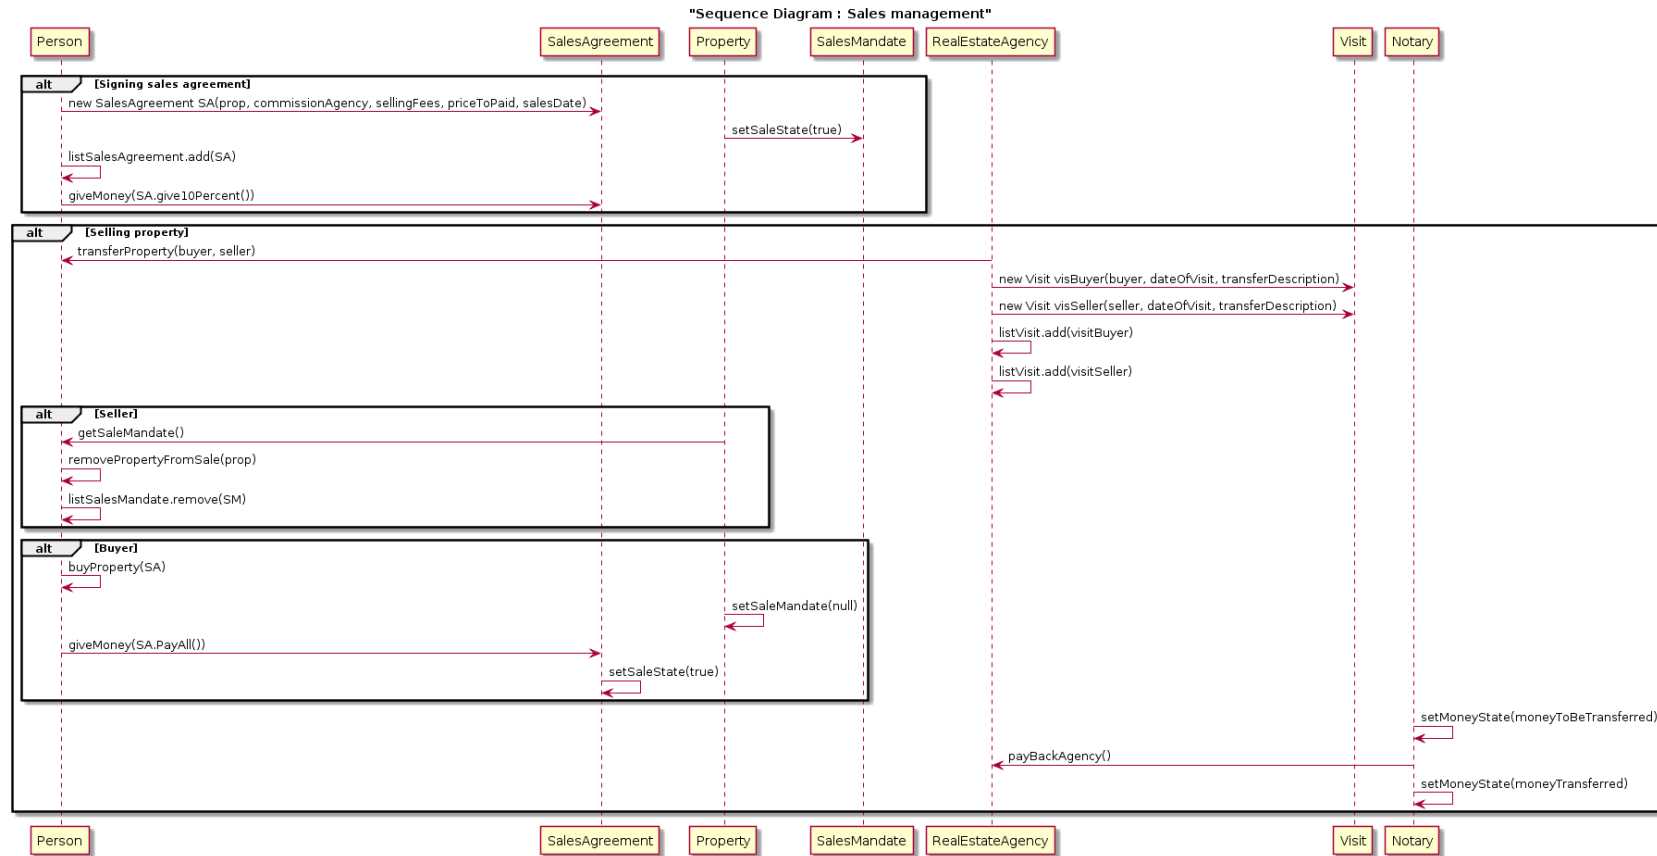 "Sequence Diagram : Sales management"
Person SalesAgreement Property SalesMandate RealEstateAgency Visit Notary
alt [Signing sales agreement]
new SalesAgreement SA(prop, commissionAgency, sellingFees, priceToPaid, salesDate)
setSaleState(true)
listSalesAgreement.add(SA)
giveMoney(SA.give10Percent())
alt [Selling property]
transferProperty(buyer, seller)
new Visit visBuyer(buyer, dateOfVisit, transferDescription)
new Visit visSeller(seller, dateOfVisit, transferDescription)
listVisit.add(visitBuyer)
listVisit.add(visitSeller)
alt [Seller]
getSaleMandate()
removePropertyFromSale(prop)
listSalesMandate.remove(SM)
alt [Buyer]
buyProperty(SA)
setSaleMandate(null)
giveMoney(SA.PayAll())
setSaleState(true)
setMoneyState(moneyToBeTransferred)
payBackAgency()
setMoneyState(moneyTransferred)
Person SalesAgreement Property SalesMandate RealEstateAgency Visit Notary